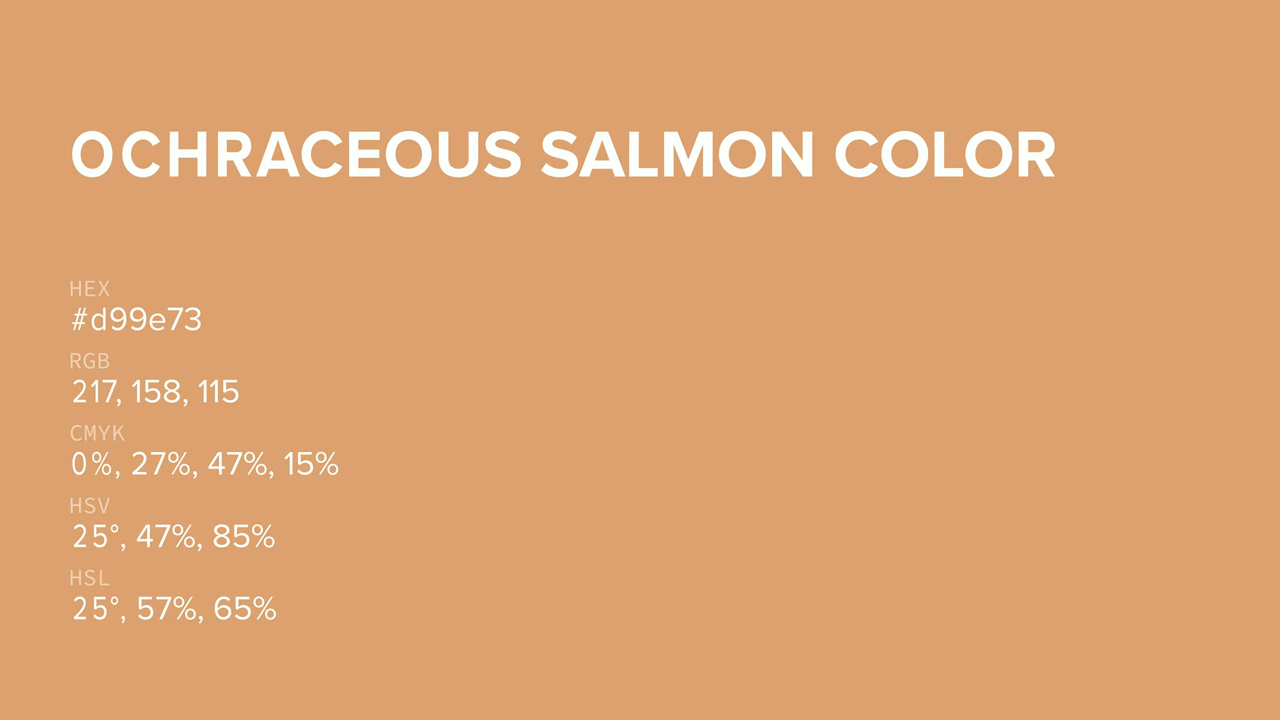 OCHRACEOUS SALMON COLOR
HEX
#d99e73
RGB
217, 158, 115
CMYK
0%, 27%, 47%, 15%
HSV
25°, 47%, 85%
HSL
25°, 57%, 65%